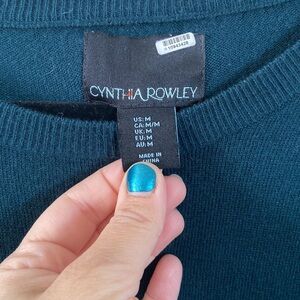 CYNTHIA ROWLEY
US: M
CA: M/M
UK: M
EU: M
AU: M
MADE IN
CHINA